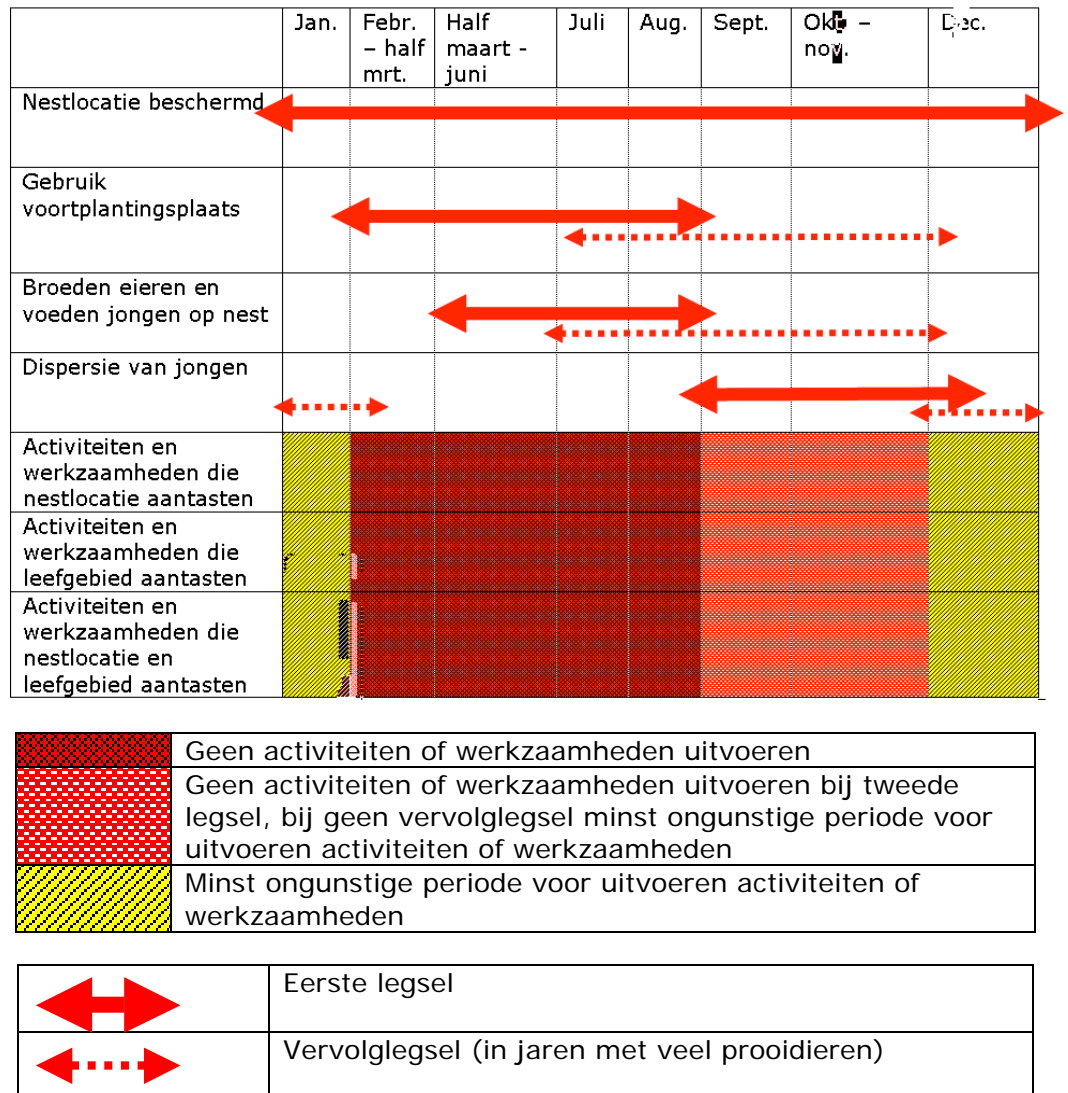 Jan.
Febr.
– half
mrt.
Half
maart -
juni
Juli
Aug.
Sept.
Okt –
nov.
Dec.
Nestlocatie beschermd
Gebruik
voortplantingsplaats
Broeden eieren en
voeden jongen op nest
Dispersie van jongen
Activiteiten en
werkzaamheden die
nestlocatie aantasten
Activiteiten en
werkzaamheden die
leefgebied aantasten
Activiteiten en
werkzaamheden die
nestlocatie en
leefgebied aantasten
Geen activiteiten of werkzaamheden uitvoeren
Geen activiteiten of werkzaamheden uitvoeren bij tweede
legsel, bij geen vervolglegsel minst ongunstige periode voor
uitvoeren activiteiten of werkzaamheden
Minst ongunstige periode voor uitvoeren activiteiten of
werkzaamheden
Eerste legsel
Vervolglegsel (in jaren met veel prooidieren)